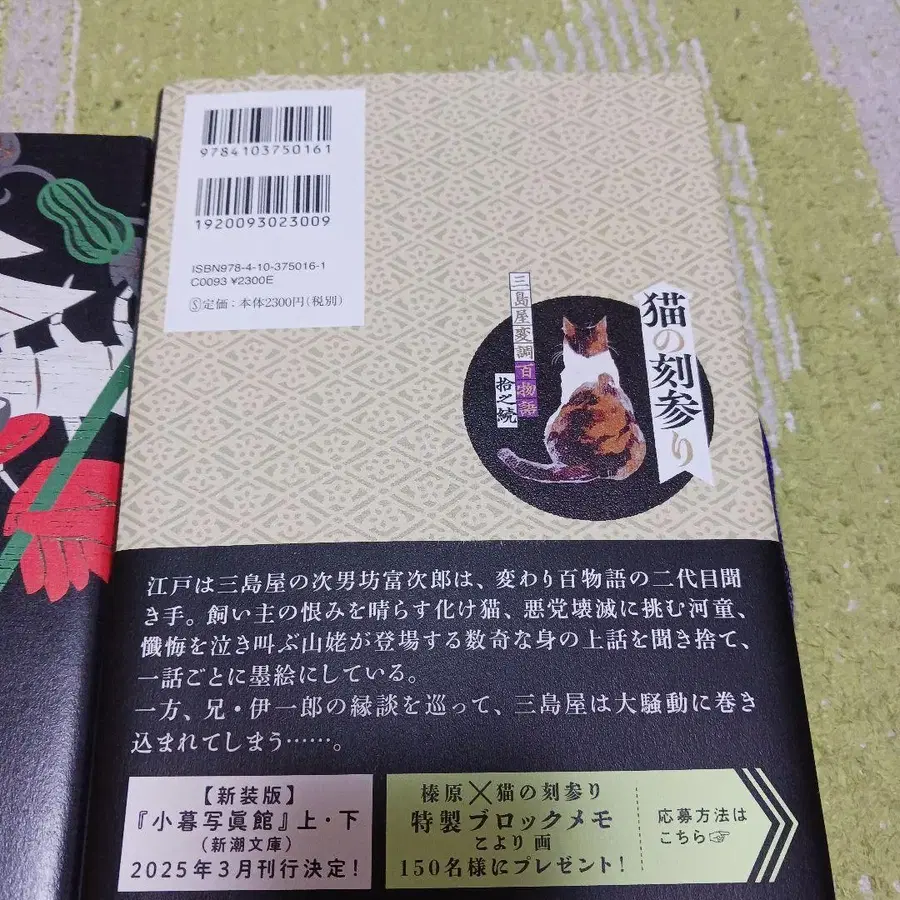 9784103750161
1920093023009
ISBN978-4-10-375016-1
C0093 ¥2300E
Ⓢ定価：本体2300円（税別）
猫の刻参り
三島屋変調百物語
拾之続
江戸は三島屋の次男坊富次郎は、変わり百物語の二代目聞
き手。飼い主の恨みを晴らす化け猫、悪党壊滅に挑む河童、
懺悔を泣き叫ぶ山姥が登場する数奇な身の上話を聞き捨て、
一話ごとに墨絵にしている。
一方、兄・伊一郎の縁談を巡って、三島屋は大騒動に巻き
込まれてしまう……。
【新装版】
『小暮写眞館』上・下
（新潮文庫）
2025年3月刊行決定！
榛原×猫の刻参り
特製ブロックメモ
こより 画
150名様にプレゼント！
応募方法は
こちら☞